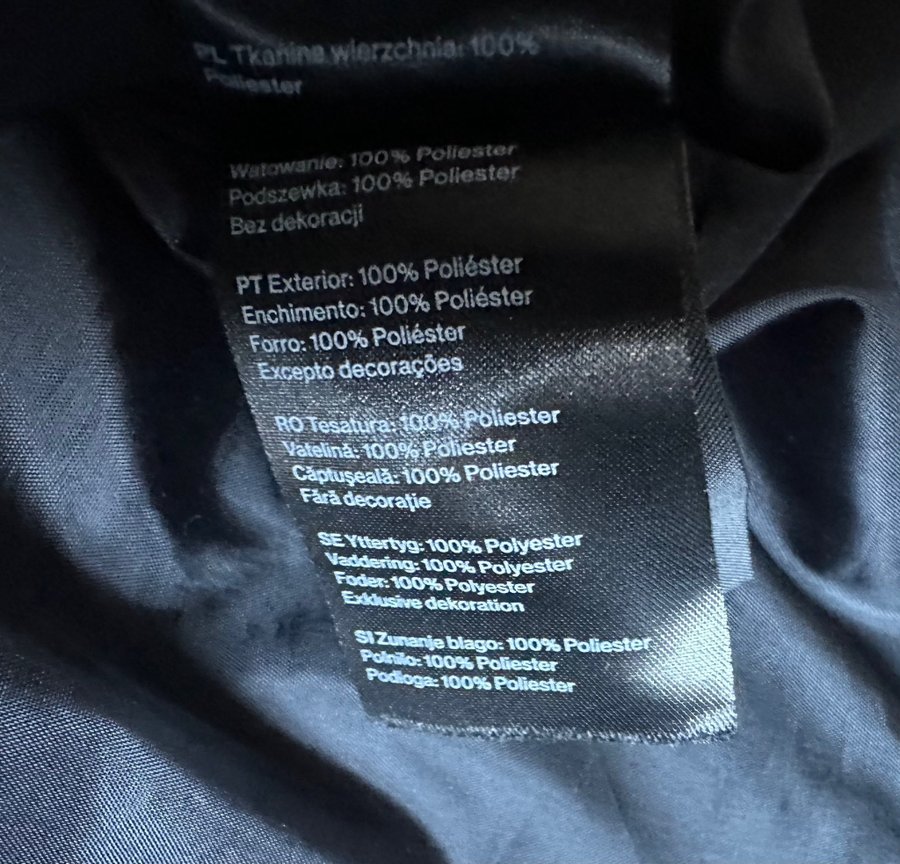 PL Tkanina wierzchnia: 100%
Poliester
Watowanie: 100% Poliester
Podszewka: 100% Poliester
Bez dekoracji
PT Exterior: 100% Poliéster
Enchimento: 100% Poliéster
Forro: 100% Poliéster
Excepto decorações
RO Tesatura: 100% Poliester
Vatelină: 100% Poliester
Căptuşeală: 100% Poliester
Fără decoraţie
SE Yttertyg: 100% Polyester
Vaddering: 100% Polyester
Foder: 100% Polyester
Exklusive dekoration
SI Zunanje blago: 100% Poliester
Polnilo: 100% Poliester
Podloga: 100% Poliester